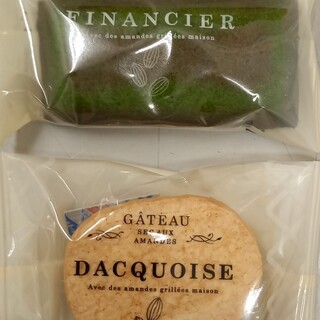 FINANCIER
Avec des amandes grillées maison
GÂTEAU
SEC AUX
AMANDES
DACQUOISE
Avec des amandes grillées maison